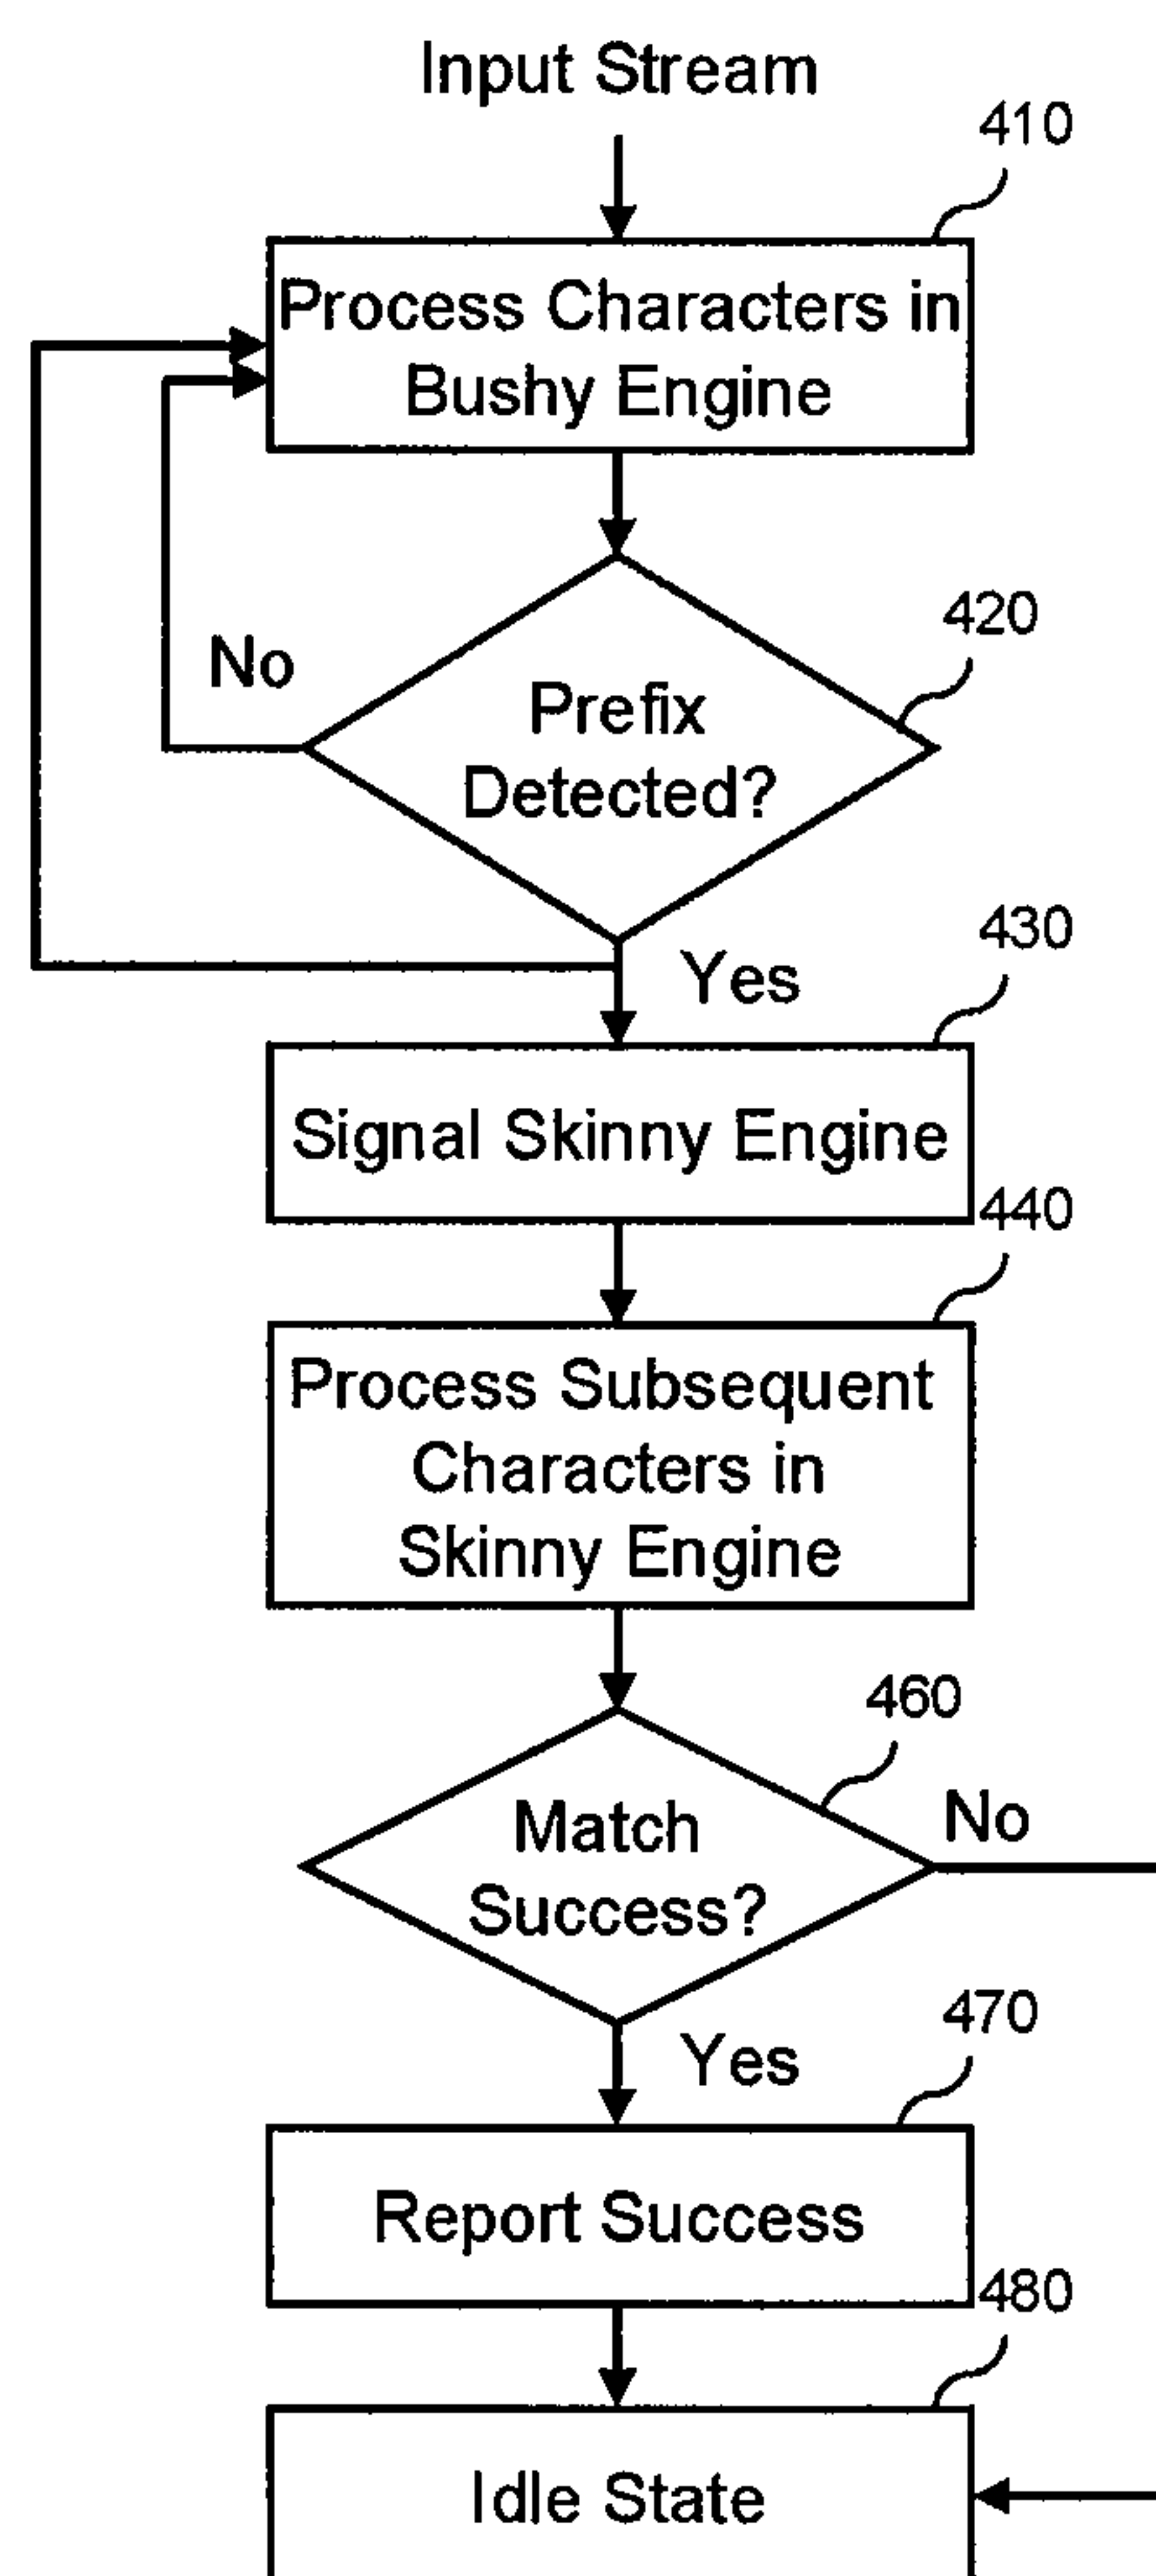 Input Stream
410
Process Characters in
Bushy Engine
420
No
Prefix
Detected?
430
Yes
Signal Skinny Engine
440
Process Subsequent
Characters in
Skinny Engine
460
No
Match
Success?
470
Yes
Report Success
480
Idle State